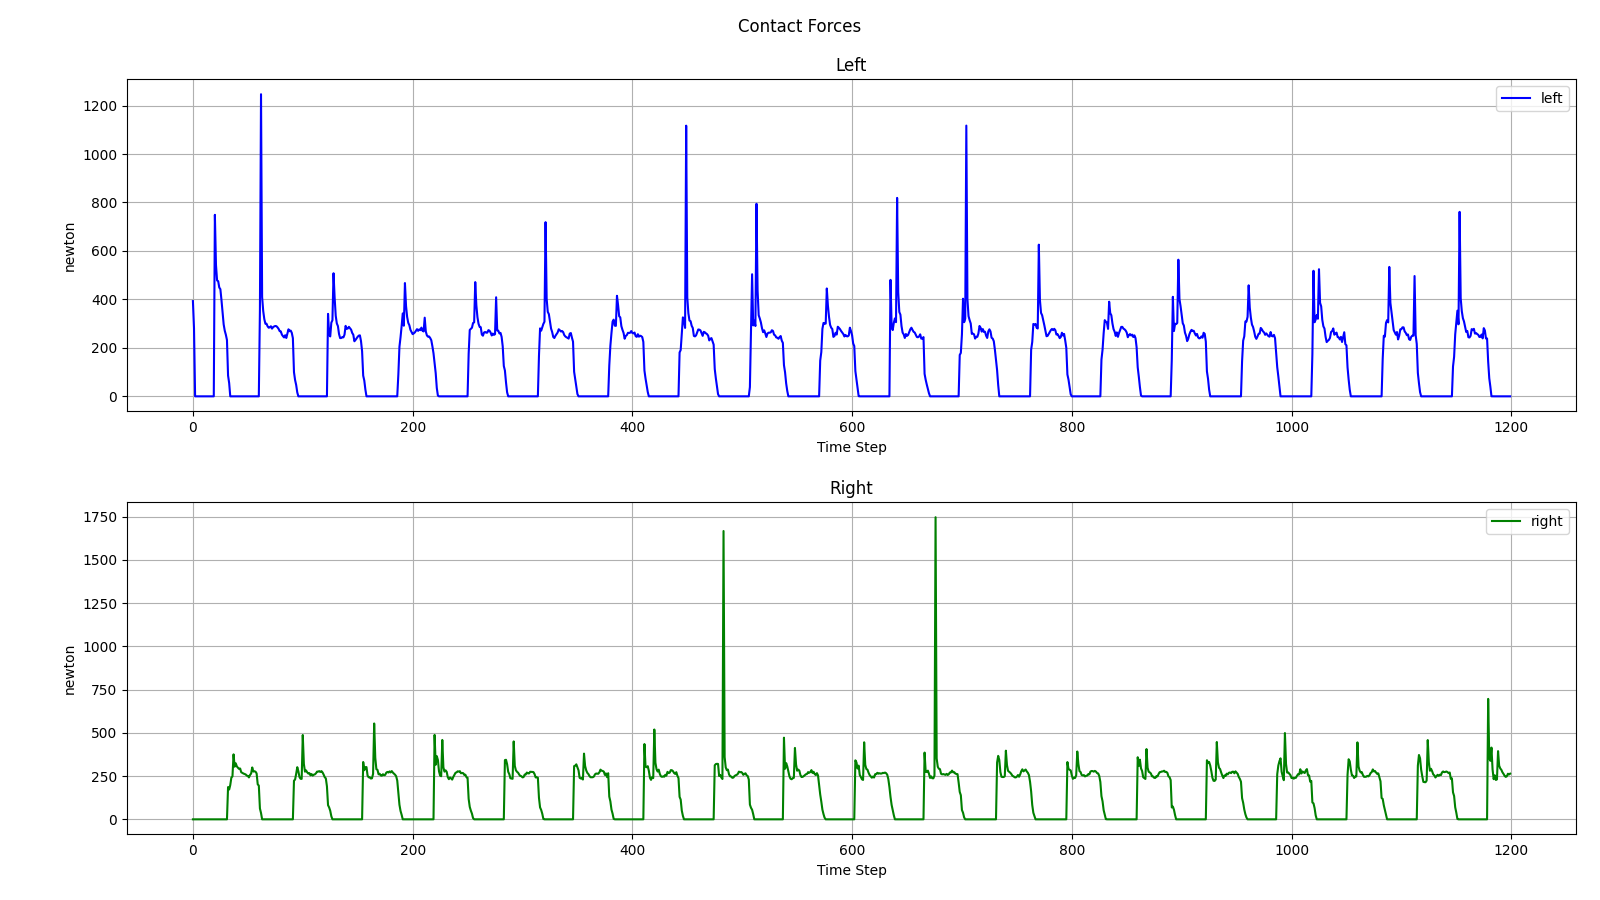 Contact Forces
Left
left
1200
1000
800
600
400
200
0
newton
0 200 400 600 800 1000 1200
Time Step
Right
right
1750
1500
1250
1000
750
500
250
0
newton
0 200 400 600 800 1000 1200
Time Step